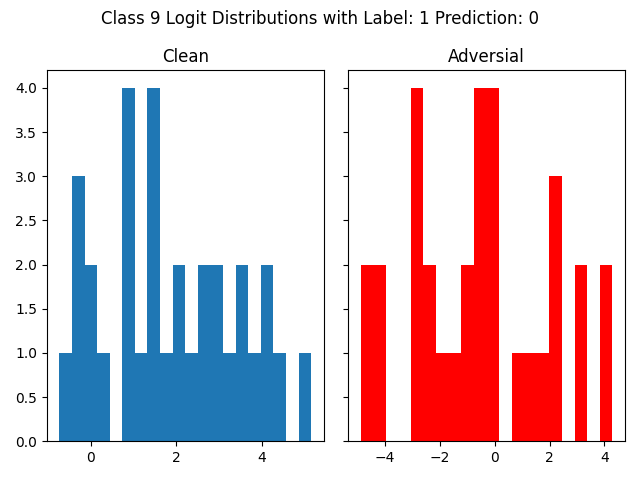 Class 9 Logit Distributions with Label: 1 Prediction: 0
Clean
Adversial
4.0
3.5
3.0
2.5
2.0
1.5
1.0
0.5
0.0
0 2 4
−4 −2 0 2 4